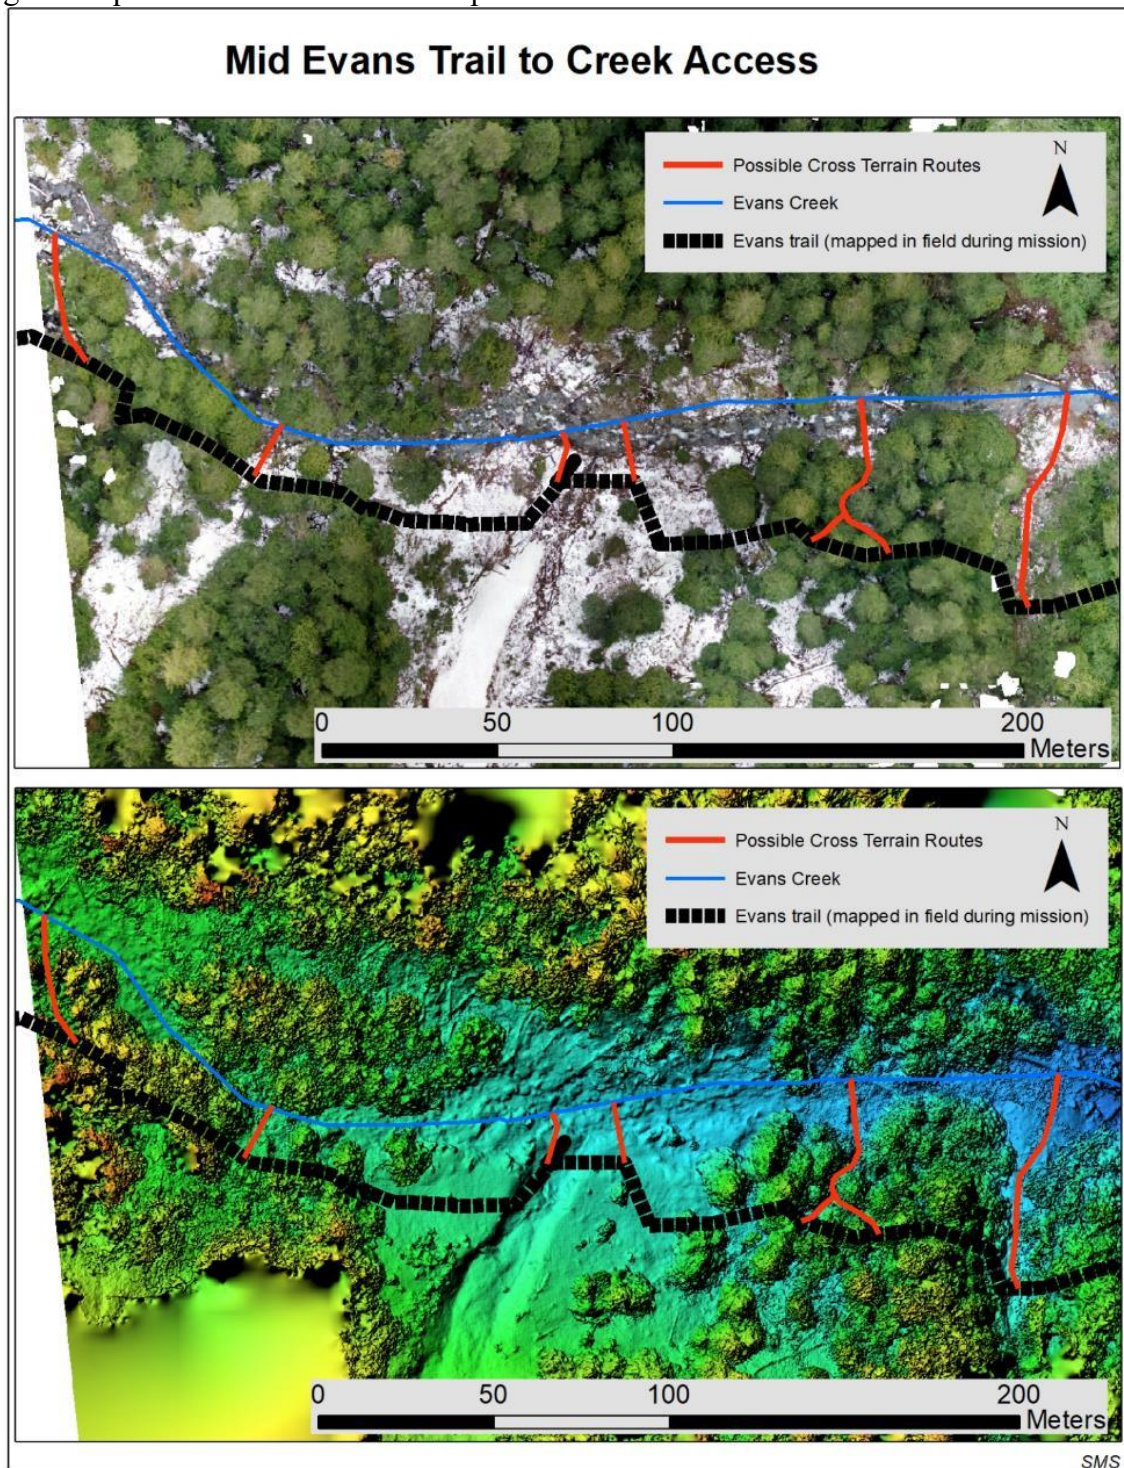 Mid Evans Trail to Creek Access
Possible Cross Terrain Routes
Evans Creek
Evans trail (mapped in field during mission)
N
0 50 100 200
Meters
Possible Cross Terrain Routes
Evans Creek
Evans trail (mapped in field during mission)
N
0 50 100 200
Meters
SMS